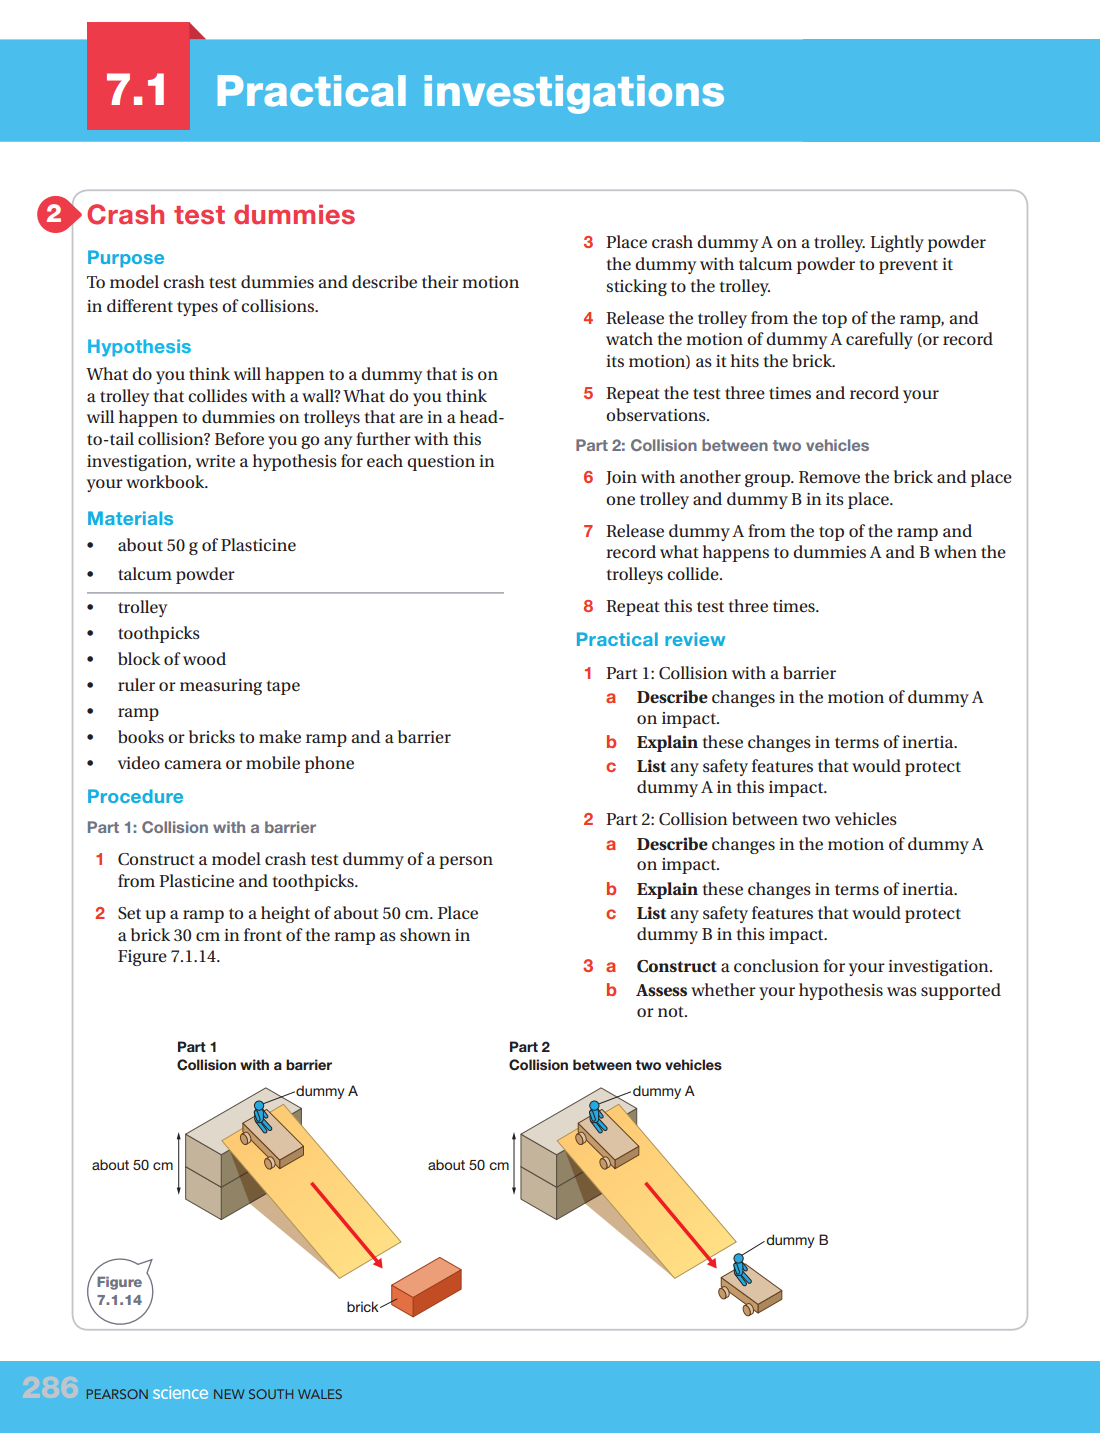 7.1
Practical investigations
2
Crash test dummies
Purpose
To model crash test dummies and describe their motion
in different types of collisions.
Hypothesis
What do you think will happen to a dummy that is on
a trolley that collides with a wall? What do you think
will happen to dummies on trolleys that are in a head-
to-tail collision? Before you go any further with this
investigation, write a hypothesis for each question in
your workbook.
Materials
• about 50 g of Plasticine
• talcum powder
• trolley
• toothpicks
• block of wood
• ruler or measuring tape
• ramp
• books or bricks to make ramp and a barrier
• video camera or mobile phone
Procedure
Part 1: Collision with a barrier
1 Construct a model crash test dummy of a person
from Plasticine and toothpicks.
2 Set up a ramp to a height of about 50 cm. Place
a brick 30 cm in front of the ramp as shown in
Figure 7.1.14.
3 Place crash dummy A on a trolley. Lightly powder
the dummy with talcum powder to prevent it
sticking to the trolley.
4 Release the trolley from the top of the ramp, and
watch the motion of dummy A carefully (or record
its motion) as it hits the brick.
5 Repeat the test three times and record your
observations.
Part 2: Collision between two vehicles
6 Join with another group. Remove the brick and place
one trolley and dummy B in its place.
7 Release dummy A from the top of the ramp and
record what happens to dummies A and B when the
trolleys collide.
8 Repeat this test three times.
Practical review
1 Part 1: Collision with a barrier
a Describe changes in the motion of dummy A
on impact.
b Explain these changes in terms of inertia.
c List any safety features that would protect
dummy A in this impact.
2 Part 2: Collision between two vehicles
a Describe changes in the motion of dummy A
on impact.
b Explain these changes in terms of inertia.
c List any safety features that would protect
dummy B in this impact.
3 a Construct a conclusion for your investigation.
b Assess whether your hypothesis was supported
or not.
Part 1
Collision with a barrier
dummy A
about 50 cm
brick
Part 2
Collision between two vehicles
dummy A
about 50 cm
dummy B
Figure
7.1.14
286 PEARSON science NEW SOUTH WALES